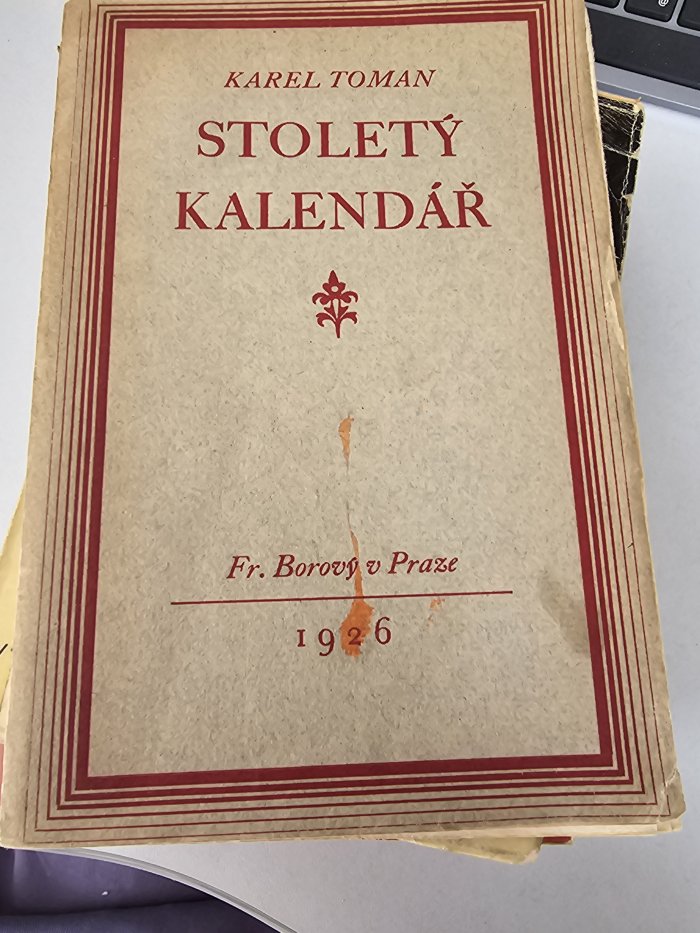 KAREL TOMAN
STOLETÝ
KALENDÁŘ
Fr. Borový v Praze
1926